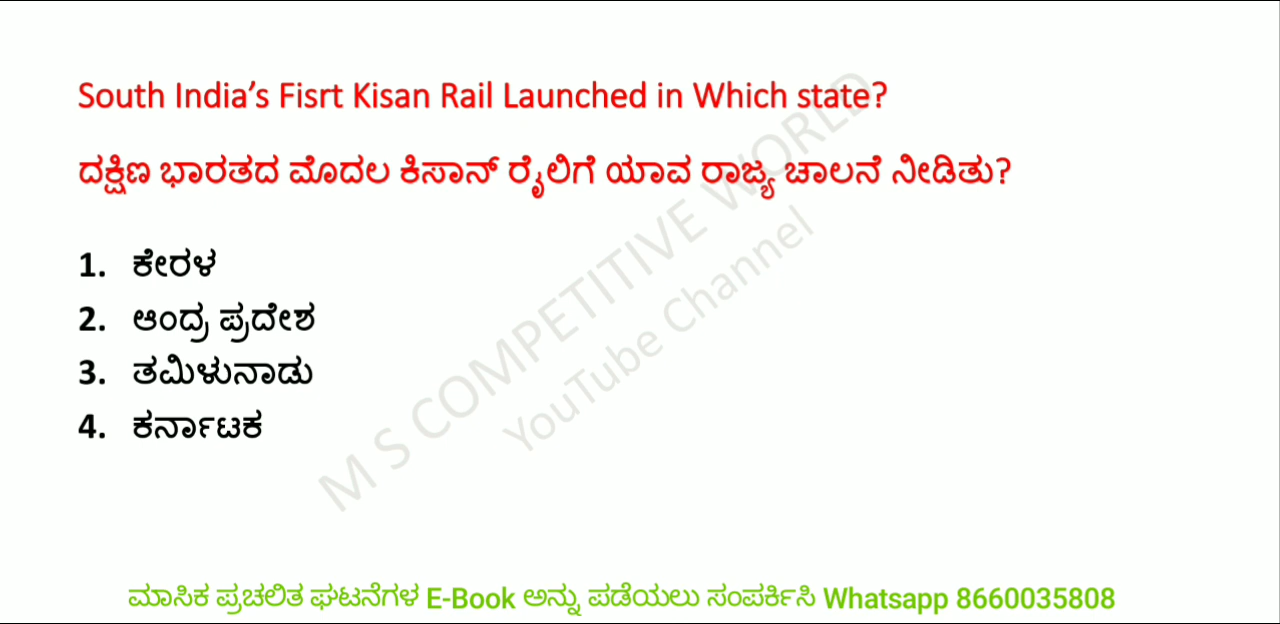 South India’s Fisrt Kisan Rail Launched in Which state?
ದಕ್ಷಿಣ ಭಾರತದ ಮೊದಲ ಕಿಸಾನ್ ರೈಲಿಗೆ ಯಾವ ರಾಜ್ಯ ಚಾಲನೆ ನೀಡಿತು?
1. ಕೇರಳ
2. ಆಂದ್ರ ಪ್ರದೇಶ
3. ತಮಿಳುನಾಡು
4. ಕರ್ನಾಟಕ
M S COMPETITIVE WORLD
YouTube Channel
ಮಾಸಿಕ ಪ್ರಚಲಿತ ಘಟನೆಗಳ E-Book ಅನ್ನು ಪಡೆಯಲು ಸಂಪರ್ಕಿಸಿ Whatsapp 8660035808